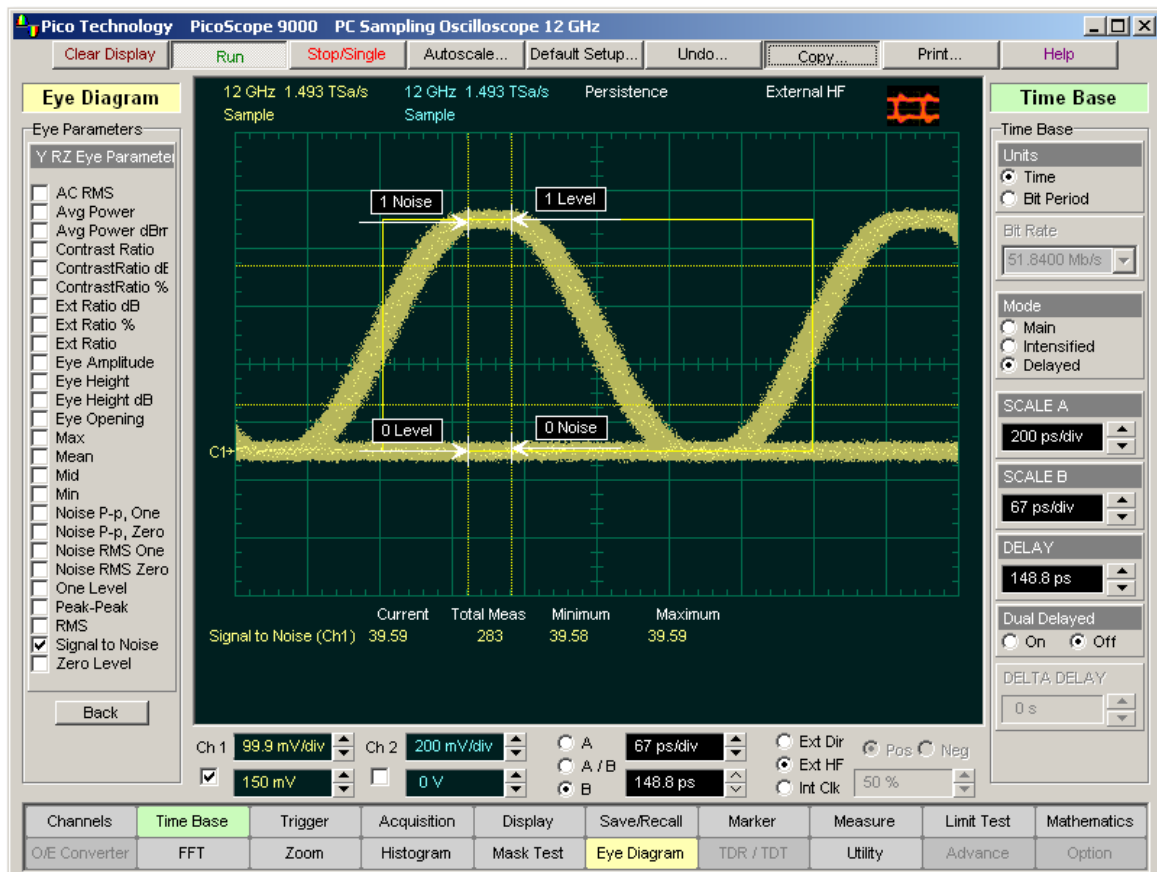 Pico Technology PicoScope 9000 PC Sampling Oscilloscope 12 GHz
Clear Display Run Stop/Single Autoscale... Default Setup... Undo... Copy... Print... Help
Eye Diagram
Eye Parameters
Y RZ Eye Parameter
AC RMS
Avg Power
Avg Power dBm
Contrast Ratio
ContrastRatio dB
ContrastRatio %
Ext Ratio dB
Ext Ratio %
Ext Ratio
Eye Amplitude
Eye Height
Eye Height dB
Eye Opening
Max
Mean
Mid
Min
Noise P-p, One
Noise P-p, Zero
Noise RMS One
Noise RMS Zero
One Level
Peak-Peak
RMS
Signal to Noise
Zero Level
Back
12 GHz 1.493 TSa/s 12 GHz 1.493 TSa/s Persistence External HF
Sample Sample
1 Noise 1 Level
0 Level 0 Noise
C1
Current Total Meas Minimum Maximum
Signal to Noise (Ch1) 39.59 283 39.58 39.59
Time Base
Time Base
Units
Time
Bit Period
Bit Rate
51.8400 Mb/s
Mode
Main
Intensified
Delayed
SCALE A
200 ps/div
SCALE B
67 ps/div
DELAY
148.8 ps
Dual Delayed
On Off
DELTA DELAY
0 s
Ch 1 99.9 mV/div Ch 2 200 mV/div A 67 ps/div Ext Dir Pos Neg
A / B Ext HF
150 mV 0 V B 148.8 ps Int Clk 50 %
Channels Time Base Trigger Acquisition Display Save/Recall Marker Measure Limit Test Mathematics
O/E Converter FFT Zoom Histogram Mask Test Eye Diagram TDR / TDT Utility Advance Option